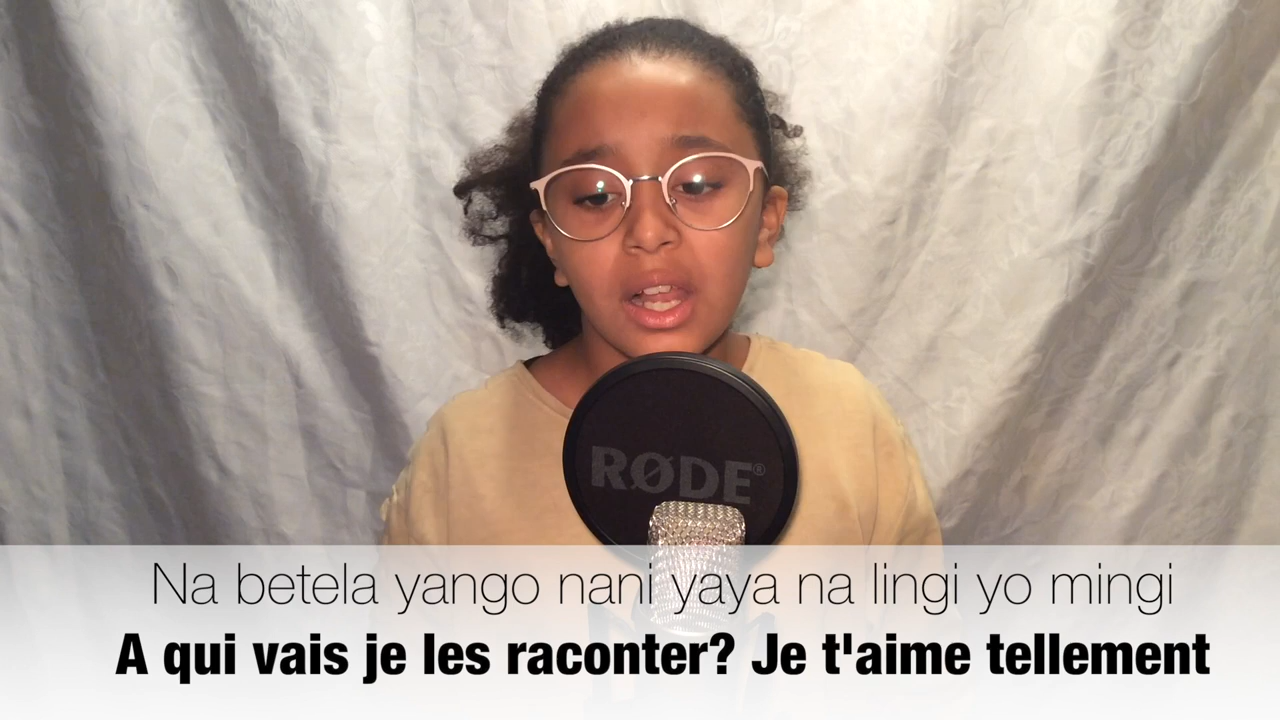 RØDE®
Na betela yango nani yaya na lingi yo mingi
A qui vais je les raconter? Je t'aime tellement